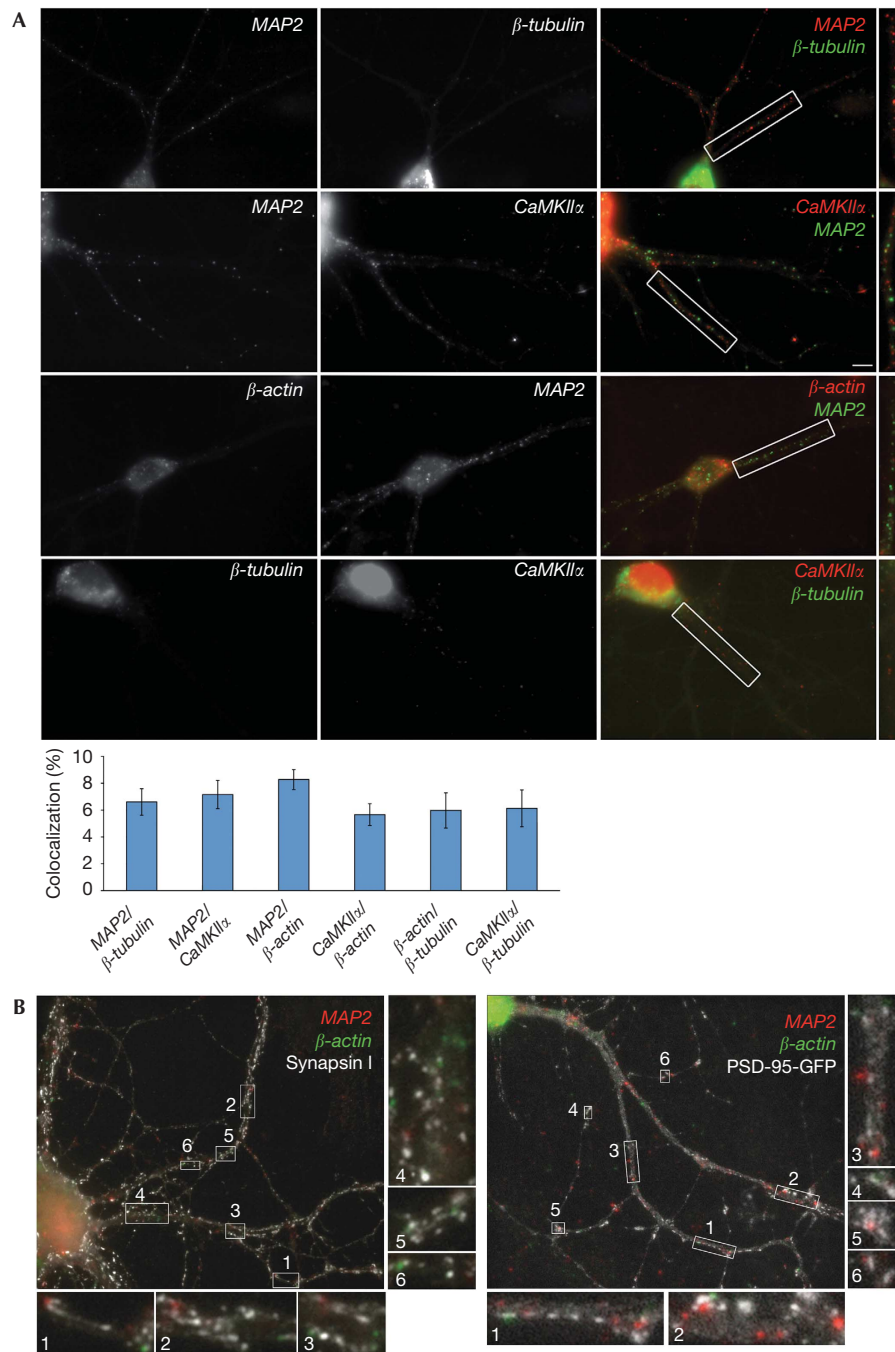 A
MAP2
β-tubulin
MAP2
β-tubulin
MAP2
CaMKIIα
CaMKIIα
MAP2
β-actin
MAP2
β-actin
MAP2
β-tubulin
CaMKIIα
CaMKIIα
β-tubulin
Colocalization (%)
10
8
6
4
2
0
MAP2/
β-tubulin
MAP2/
CaMKIIα
MAP2/
β-actin
CaMKIIα/
β-actin
β-actin/
β-tubulin
CaMKIIα/
β-tubulin
B
MAP2
β-actin
Synapsin I
2
5
6
4
3
1
4
5
6
1
2
3
MAP2
β-actin
PSD-95-GFP
6
4
3
2
5
1
3
4
5
6
1
2